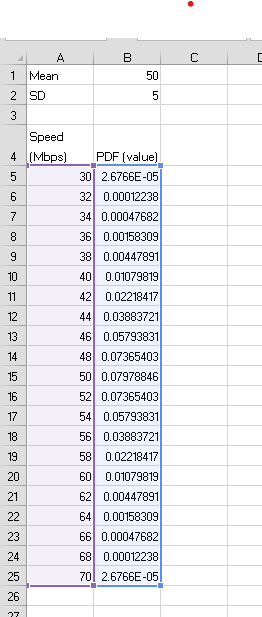 A B C D
1 Mean 50
2 SD 5
3
Speed
4 (Mbps) PDF (value)
5 30 2.6766E-05
6 32 0.00012238
7 34 0.00047682
8 36 0.00158309
9 38 0.00447891
10 40 0.01079819
11 42 0.02218417
12 44 0.03883721
13 46 0.05793831
14 48 0.07365403
15 50 0.07978846
16 52 0.07365403
17 54 0.05793831
18 56 0.03883721
19 58 0.02218417
20 60 0.01079819
21 62 0.00447891
22 64 0.00158309
23 66 0.00047682
24 68 0.00012238
25 70 2.6766E-05
26
27